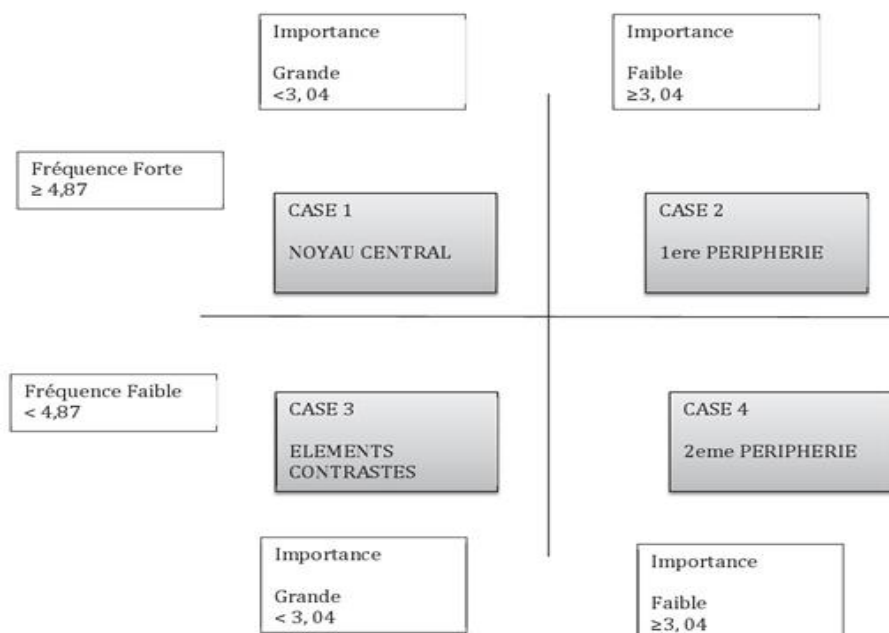 Importance
Grande
<3, 04
Importance
Faible
≥3, 04
Fréquence Forte
≥ 4,87
CASE 1
NOYAU CENTRAL
CASE 2
1ere PERIPHERIE
Fréquence Faible
< 4,87
CASE 3
ELEMENTS
CONTRASTES
CASE 4
2eme PERIPHERIE
Importance
Grande
< 3, 04
Importance
Faible
≥3, 04